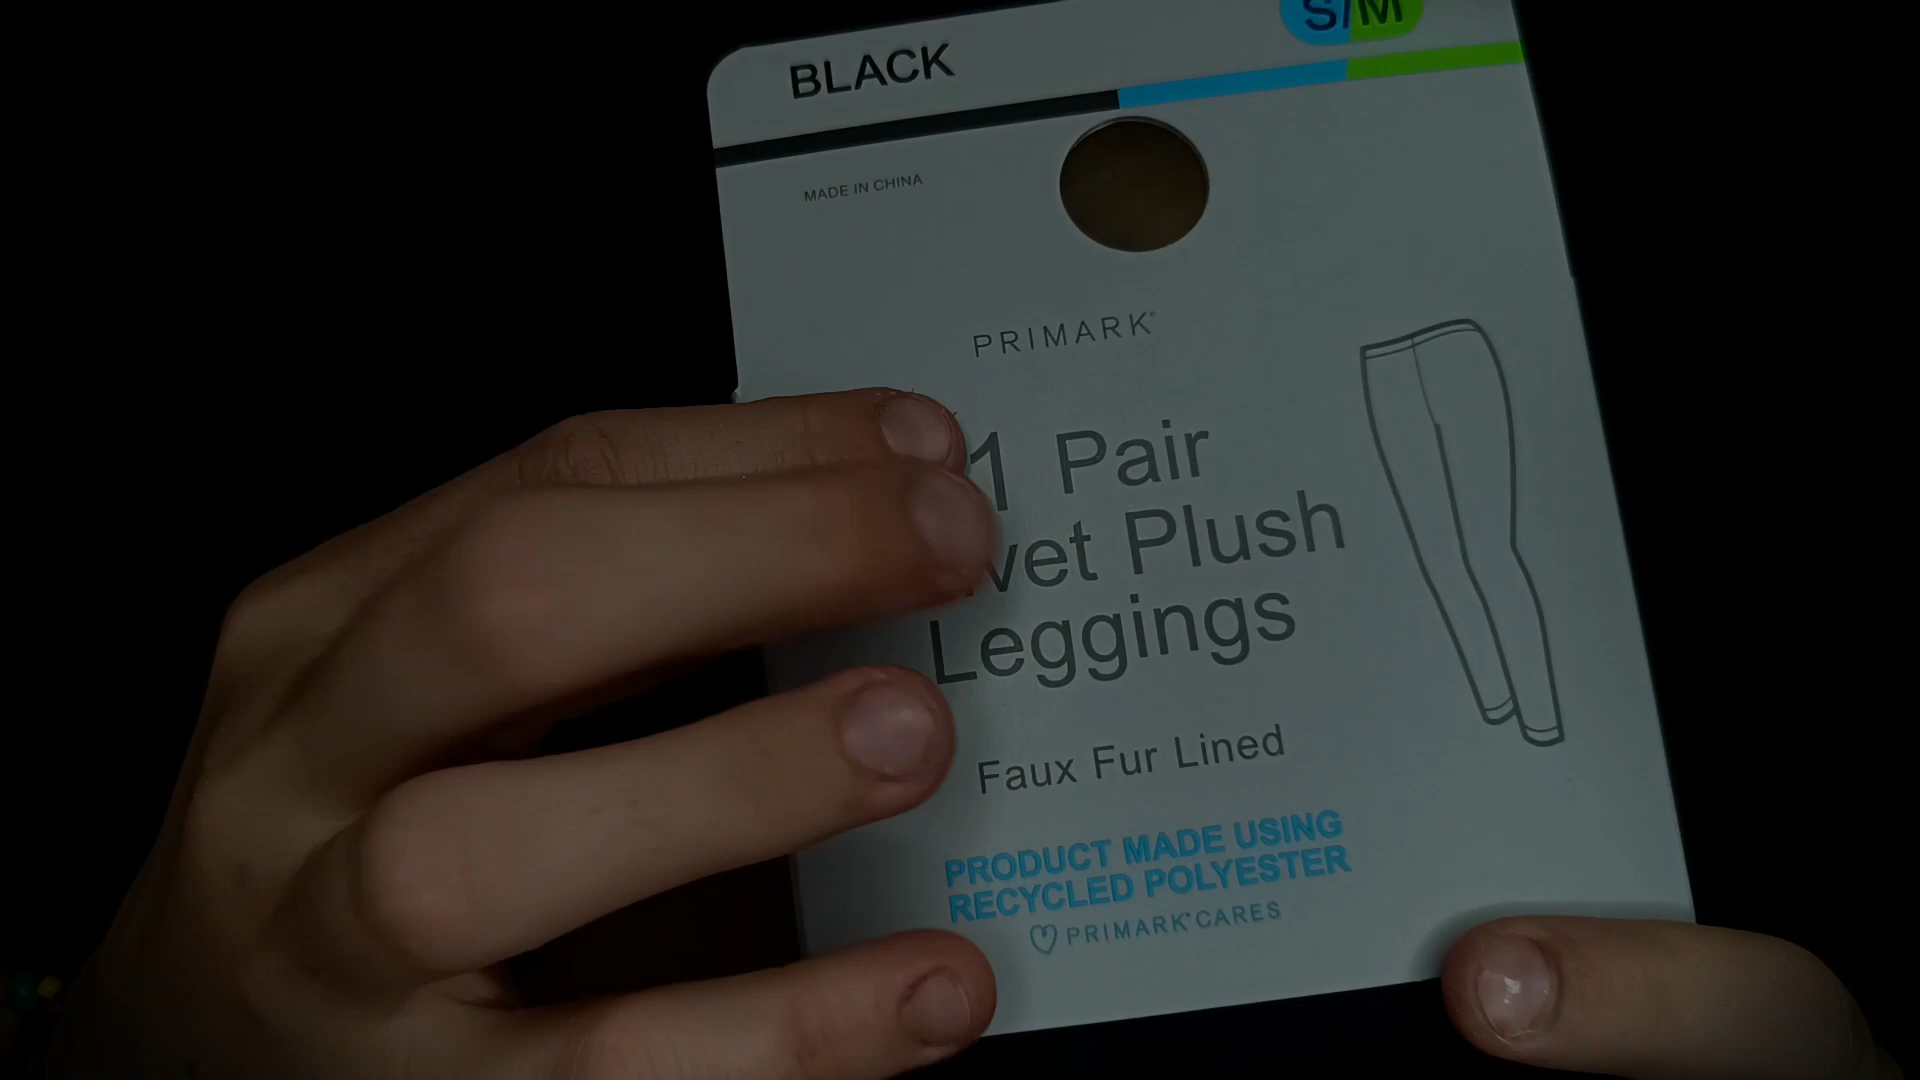 BLACK
S/M
MADE IN CHINA
PRIMARK®
1 Pair
Plush
Leggings
Faux Fur Lined
PRODUCT MADE USING
RECYCLED POLYESTER
PRIMARK® CARES